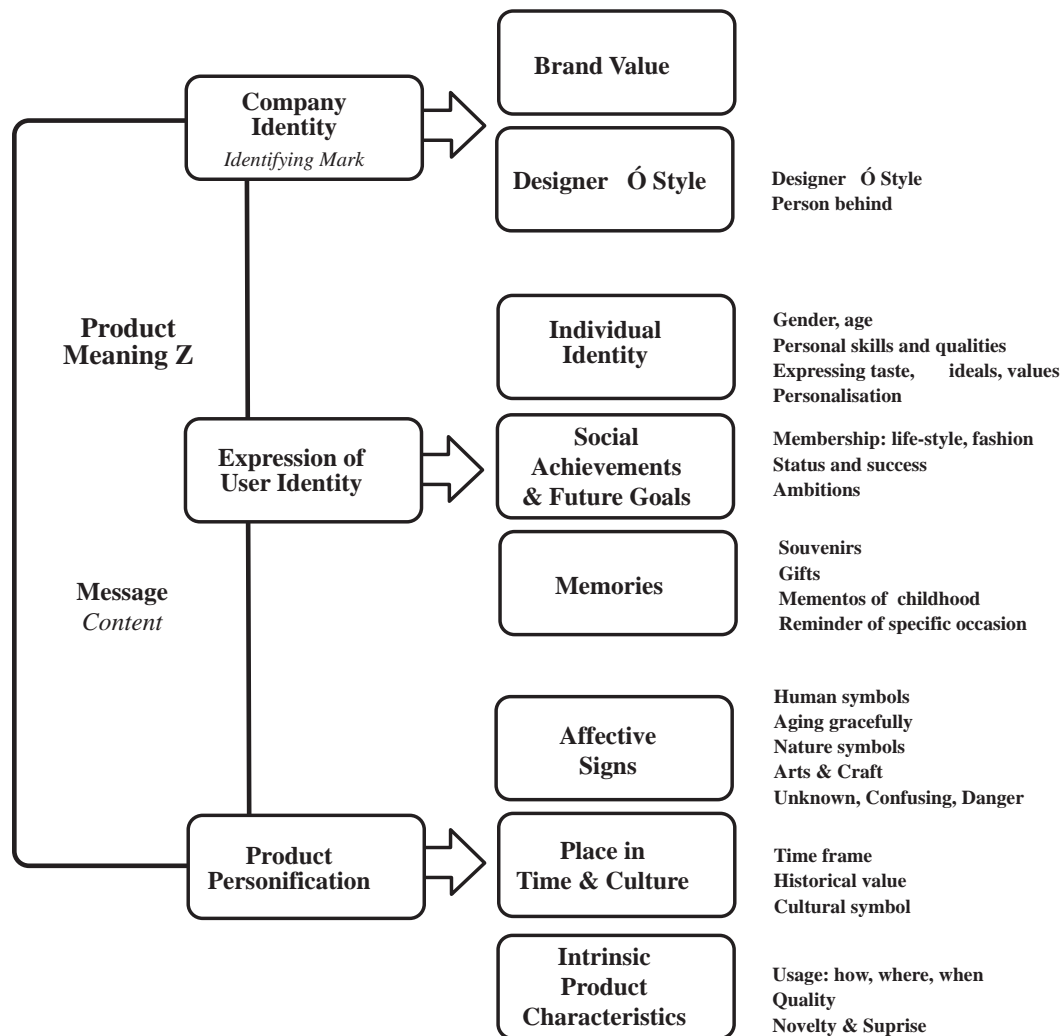 Brand Value
Company
Identity
Identifying Mark
Designer Ó Style
Designer Ó Style
Person behind
Product
Meaning Z
Individual
Identity
Gender, age
Personal skills and qualities
Expressing taste, ideals, values
Personalisation
Expression of
User Identity
Social
Achievements
& Future Goals
Membership: life-style, fashion
Status and success
Ambitions
Message
Content
Memories
Souvenirs
Gifts
Mementos of childhood
Reminder of specific occasion
Affective
Signs
Human symbols
Aging gracefully
Nature symbols
Arts & Craft
Unknown, Confusing, Danger
Product
Personification
Place in
Time & Culture
Time frame
Historical value
Cultural symbol
Intrinsic
Product
Characteristics
Usage: how, where, when
Quality
Novelty & Suprise